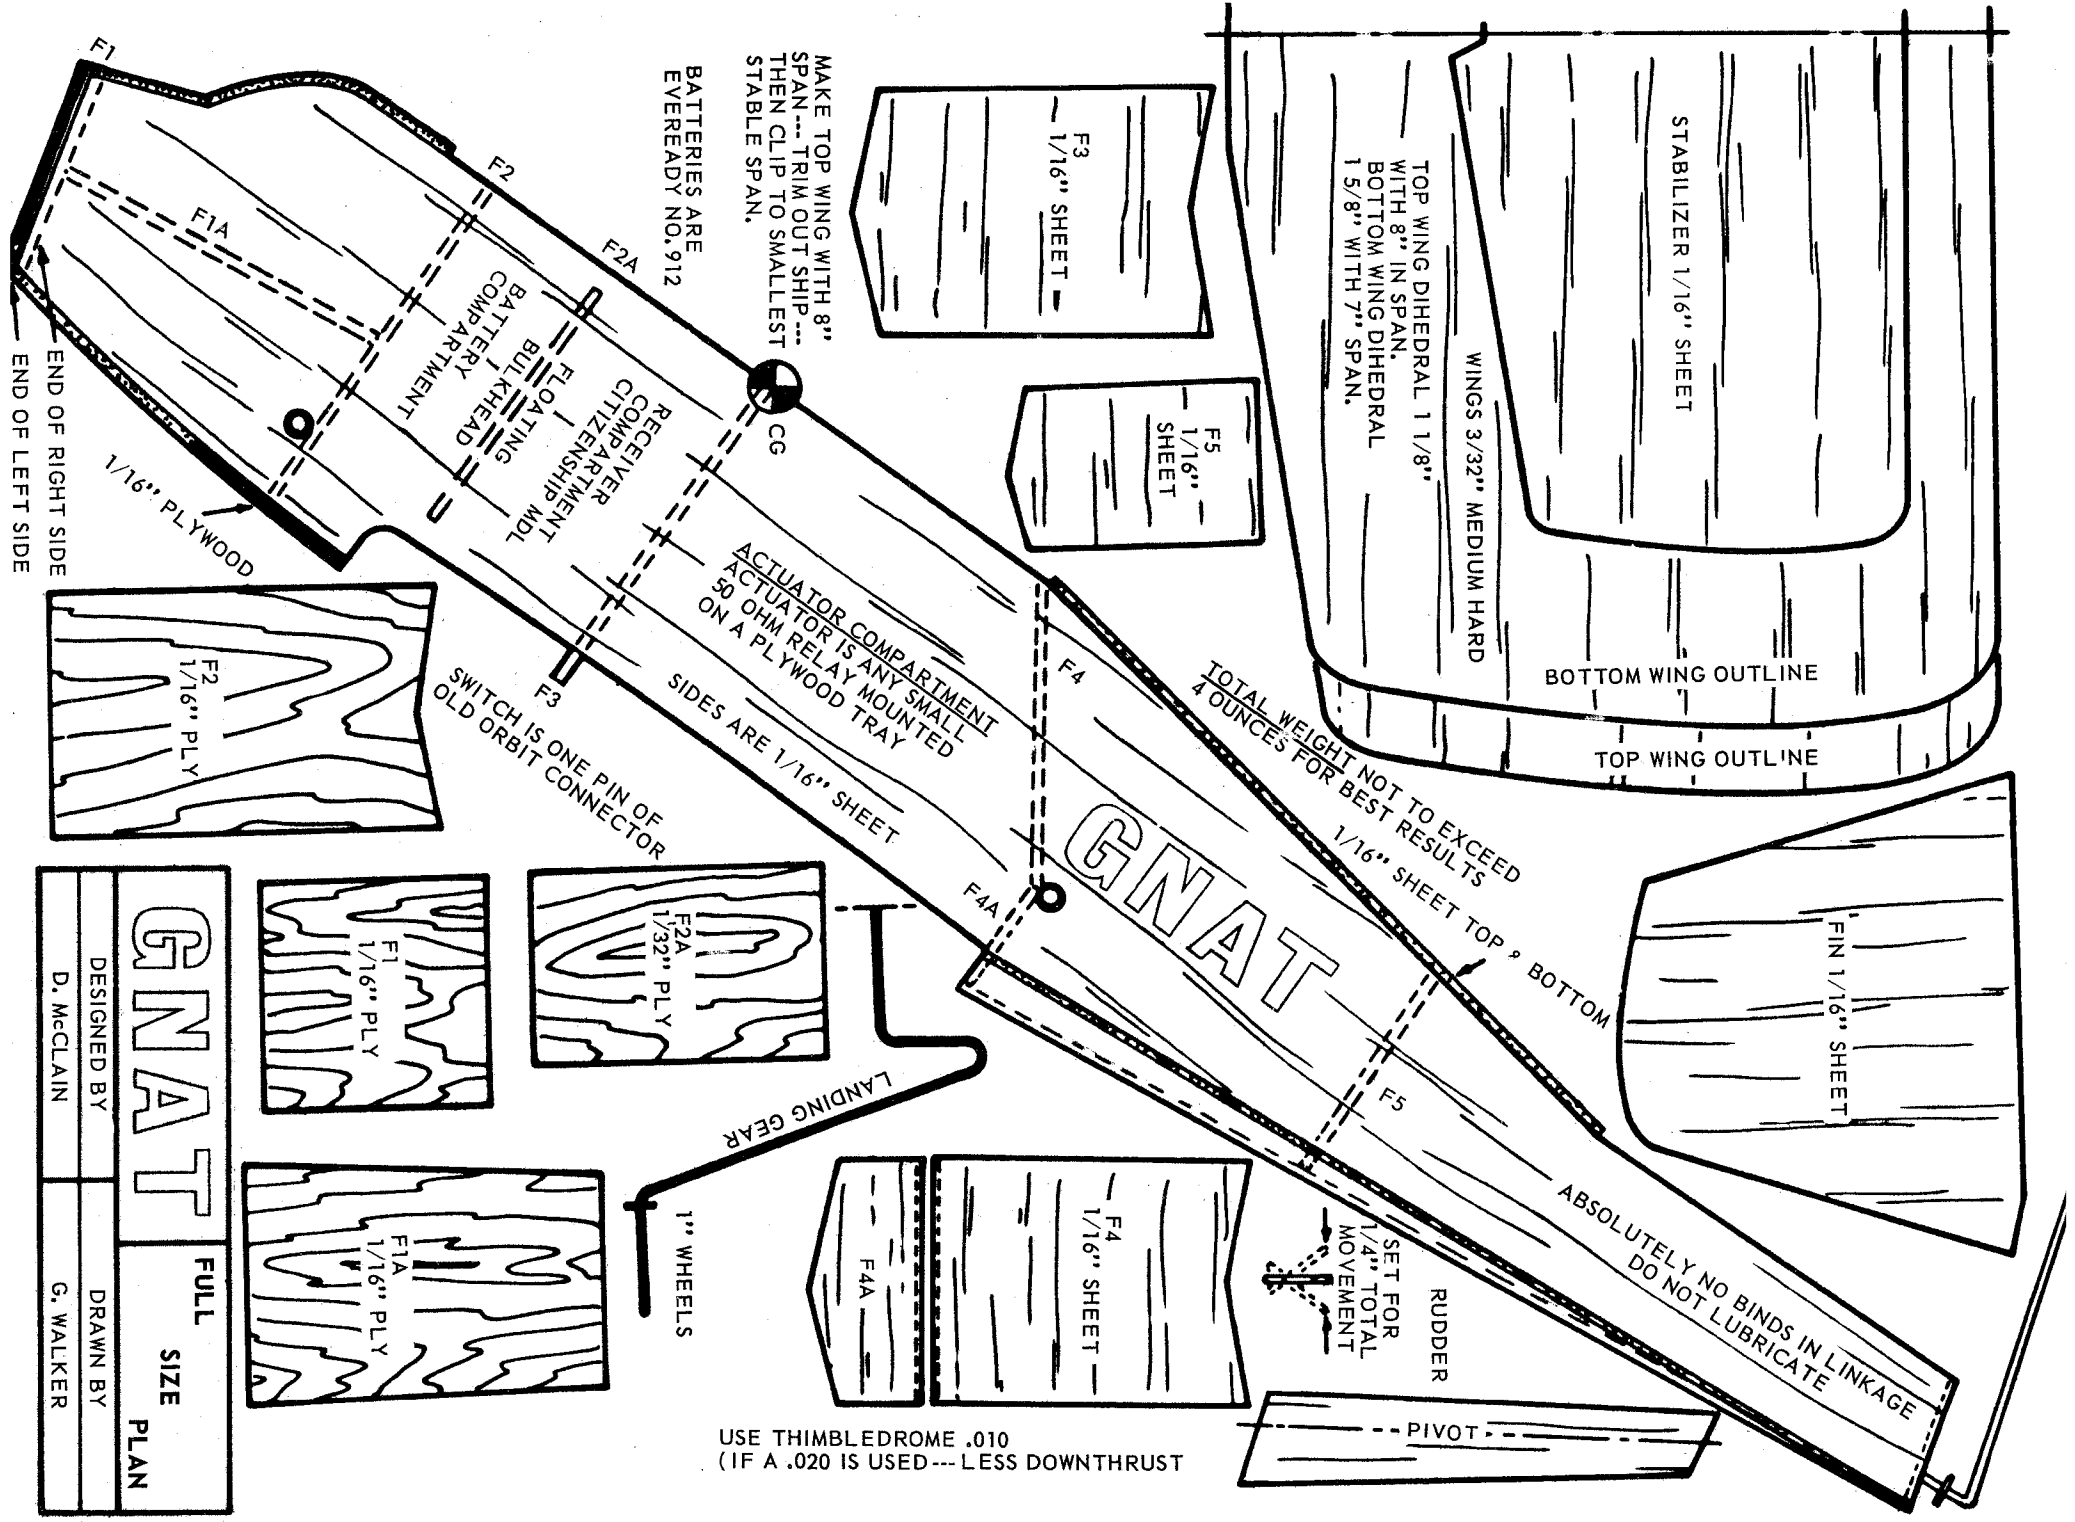 F1
F1A
F2
F2A
BATTERIES ARE
EVEREADY NO.912
MAKE TOP WING WITH 8"
SPAN---TRIM OUT SHIP---
THEN CLIP TO SMALLEST
STABLE SPAN.
F3
1/16" SHEET
F5
1/16"
SHEET
STABILIZER 1/16" SHEET
TOP WING DIHEDRAL 1 1/8"
WITH 8" IN SPAN.
BOTTOM WING DIHEDRAL
1 5/8" WITH 7" SPAN.
WINGS 3/32" MEDIUM HARD
BOTTOM WING OUTLINE
TOP WING OUTLINE
END OF RIGHT SIDE
END OF LEFT SIDE
1/16" PLYWOOD
BATTERY
COMPARTMENT
FLOATING
BULKHEAD
RECEIVER
COMPARTMENT
CITIZENSHIP MDL
CG
F3
ACTUATOR COMPARTMENT
ACTUATOR IS ANY SMALL
50 OHM RELAY MOUNTED
ON A PLYWOOD TRAY
SIDES ARE 1/16" SHEET
SWITCH IS ONE PIN OF
OLD ORBIT CONNECTOR
F4
F4A
GNAT
TOTAL WEIGHT NOT TO EXCEED
4 OUNCES FOR BEST RESULTS
1/16" SHEET TOP & BOTTOM
F5
FIN 1/16" SHEET
ABSOLUTELY NO BINDS IN LINKAGE
DO NOT LUBRICATE
F2
1/16" PLY
F1
1/16" PLY
F2A
1/32" PLY
F1A
1/16" PLY
LANDING GEAR
1" WHEELS
F4A
F4
1/16" SHEET
SET FOR
1/4" TOTAL
MOVEMENT
RUDDER
PIVOT
USE THIMBLEDROME .010
(IF A .020 IS USED---LESS DOWNTHRUST
GNAT
FULL
SIZE
PLAN
DESIGNED BY
D. McCLAIN
DRAWN BY
G. WALKER